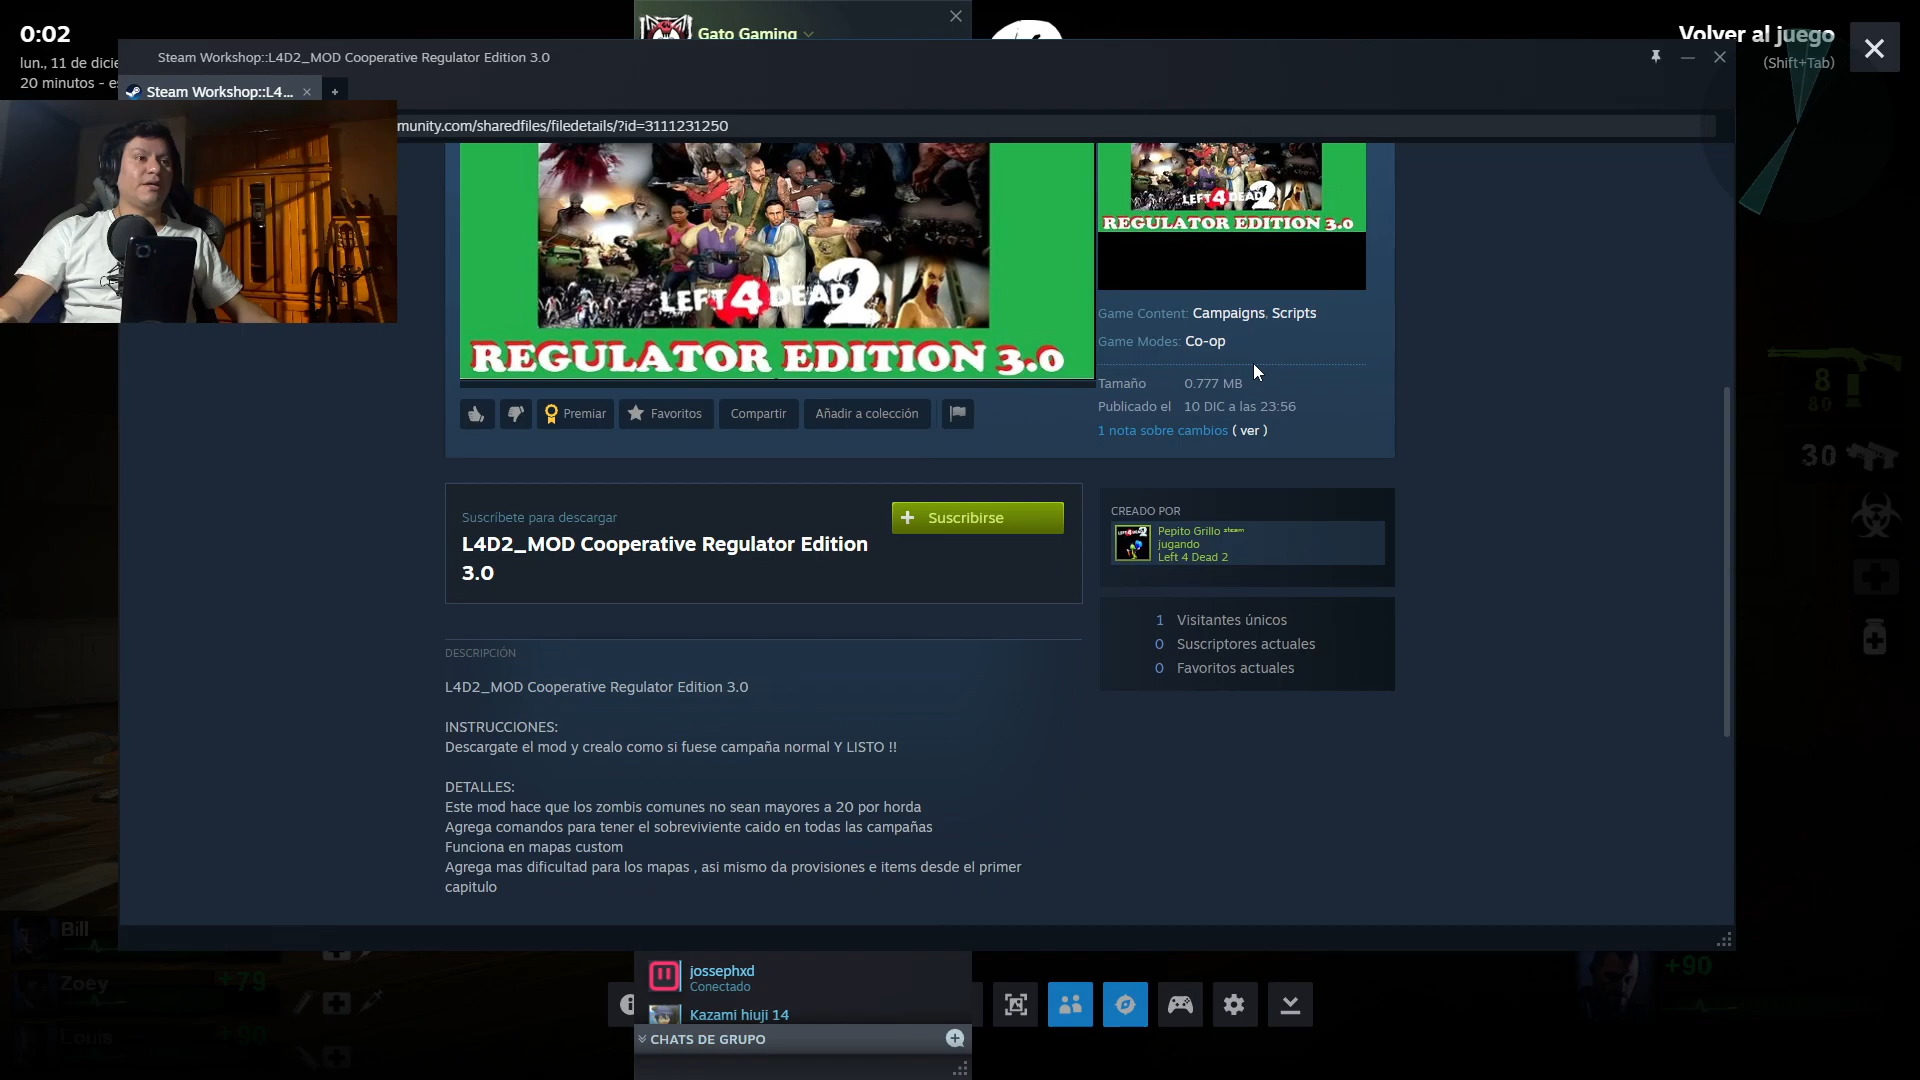 0:02
lun., 11 de dicie
20 minutos - es
Gato Gaming
Volver al juego
(Shift+Tab)
Steam Workshop::L4D2_MOD Cooperative Regulator Edition 3.0
Steam Workshop::L4...
munity.com/sharedfiles/filedetails/?id=3111231250
LEFT 4 DEAD 2
REGULATOR EDITION 3.0
LEFT 4 DEAD 2
REGULATOR EDITION 3.0
Game Content: Campaigns, Scripts
Game Modes: Co-op
Tamaño 0.777 MB
Publicado el 10 DIC a las 23:56
1 nota sobre cambios ( ver )
Premiar
Favoritos
Compartir
Añadir a colección
Suscríbete para descargar
L4D2_MOD Cooperative Regulator Edition
3.0
+ Suscribirse
CREADO POR
Pepito Grillo steam
jugando
Left 4 Dead 2
1 Visitantes únicos
0 Suscriptores actuales
0 Favoritos actuales
DESCRIPCIÓN
L4D2_MOD Cooperative Regulator Edition 3.0
INSTRUCCIONES:
Descargate el mod y crealo como si fuese campaña normal Y LISTO !!
DETALLES:
Este mod hace que los zombis comunes no sean mayores a 20 por horda
Agrega comandos para tener el sobreviviente caido en todas las campañas
Funciona en mapas custom
Agrega mas dificultad para los mapas , asi mismo da provisiones e items desde el primer
capitulo
8
80
30
Bill
Zoey
+79
Louis
+90
+90
jossephxd
Conectado
Kazami hiuji 14
CHATS DE GRUPO